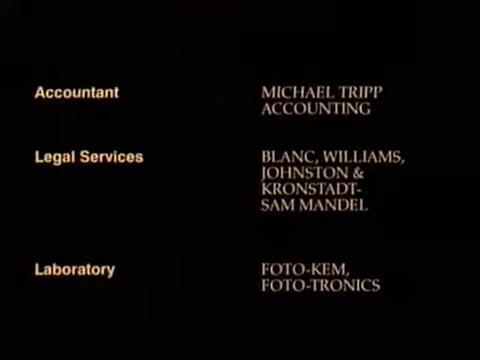 Accountant MICHAEL TRIPP
ACCOUNTING
Legal Services BLANC, WILLIAMS,
JOHNSTON &
KRONSTADT-
SAM MANDEL
Laboratory FOTO-KEM,
FOTO-TRONICS